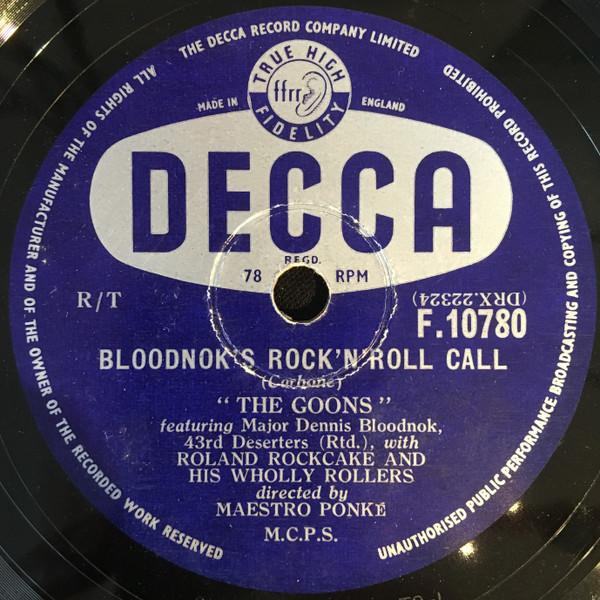 THE DECCA RECORD COMPANY LIMITED
ALL RIGHTS OF THE MANUFACTURER AND OF THE OWNER OF THE RECORDED WORK RESERVED
UNAUTHORISED PUBLIC PERFORMANCE BROADCASTING AND COPYING OF THIS RECORD PROHIBITED
TRUE HIGH
ffrr
FIDELITY
MADE IN ENGLAND
DECCA
REGD.
78 RPM
R/T
(DRX.22324)
F.10780
BLOODNOK'S ROCK'N'ROLL CALL
(Carbone)
"THE GOONS"
featuring Major Dennis Bloodnok,
43rd Deserters (Rtd.), with
ROLAND ROCKCAKE AND
HIS WHOLLY ROLLERS
directed by
MAESTRO PONKÉ
M.C.P.S.